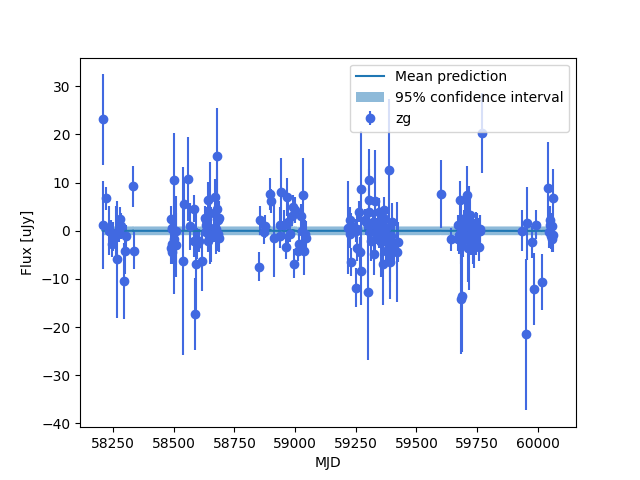 Mean prediction
95% confidence interval
zg
Flux [uJy]
30
20
10
0
−10
−20
−30
−40
58250 58500 58750 59000 59250 59500 59750 60000
MJD